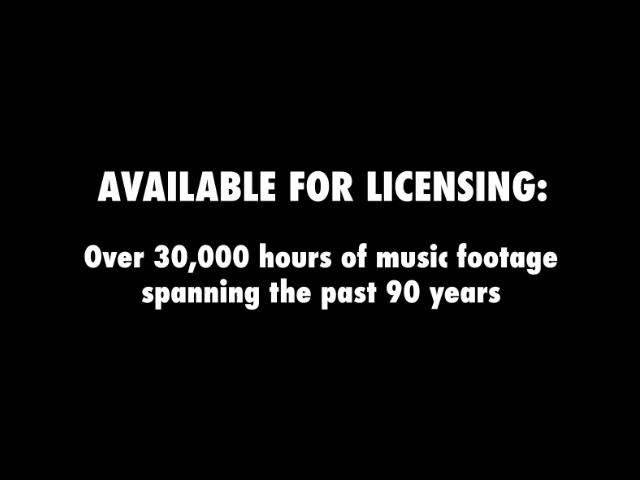 AVAILABLE FOR LICENSING:
Over 30,000 hours of music footage
spanning the past 90 years